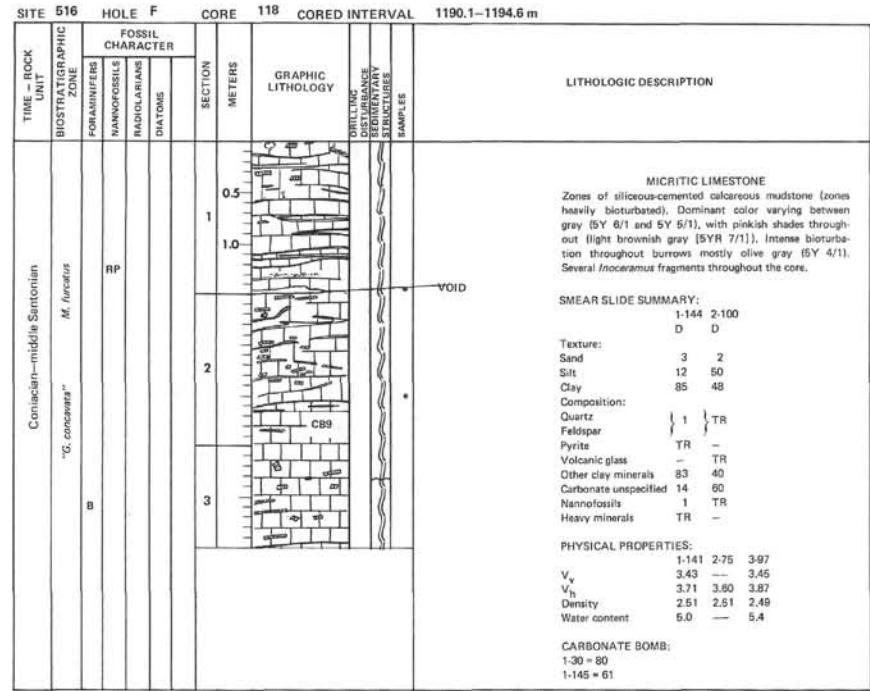 SITE 516 HOLE F CORE 118 CORED INTERVAL 1190.1–1194.6 m
TIME – ROCK UNIT
BIOSTRATIGRAPHIC ZONE
FOSSIL CHARACTER
FORAMINIFERS
NANNOFOSSILS
RADIOLARIANS
DIATOMS
SECTION
METERS
GRAPHIC LITHOLOGY
DRILLING DISTURBANCE
SEDIMENTARY STRUCTURES
SAMPLES
LITHOLOGIC DESCRIPTION
Coniacian–middle Santonian
"G. concavata" M. furcatus
B
RP
1
0.5
1.0
2
3
CB9
*
*
VOID
MICRITIC LIMESTONE
Zones of siliceous-cemented calcareous mudstone (zones
heavily bioturbated). Dominant color varying between
gray (5Y 6/1 and 5Y 5/1), with pinkish shades through-
out (light brownish gray [5YR 7/1]). Intense bioturba-
tion throughout burrows mostly olive gray (5Y 4/1).
Several Inoceramus fragments throughout the core.
SMEAR SLIDE SUMMARY:
1-144 2-100
D D
Texture:
Sand 3 2
Silt 12 50
Clay 85 48
Composition:
Quartz
Feldspar } 1 } TR
Pyrite TR –
Volcanic glass – TR
Other clay minerals 83 40
Carbonate unspecified 14 60
Nannofossils 1 TR
Heavy minerals TR –
PHYSICAL PROPERTIES:
1-141 2-75 3-97
Vv 3.43 — 3.45
Vh 3.71 3.60 3.87
Density 2.51 2.51 2.49
Water content 5.0 — 5.4
CARBONATE BOMB:
1-30 = 80
1-145 = 61